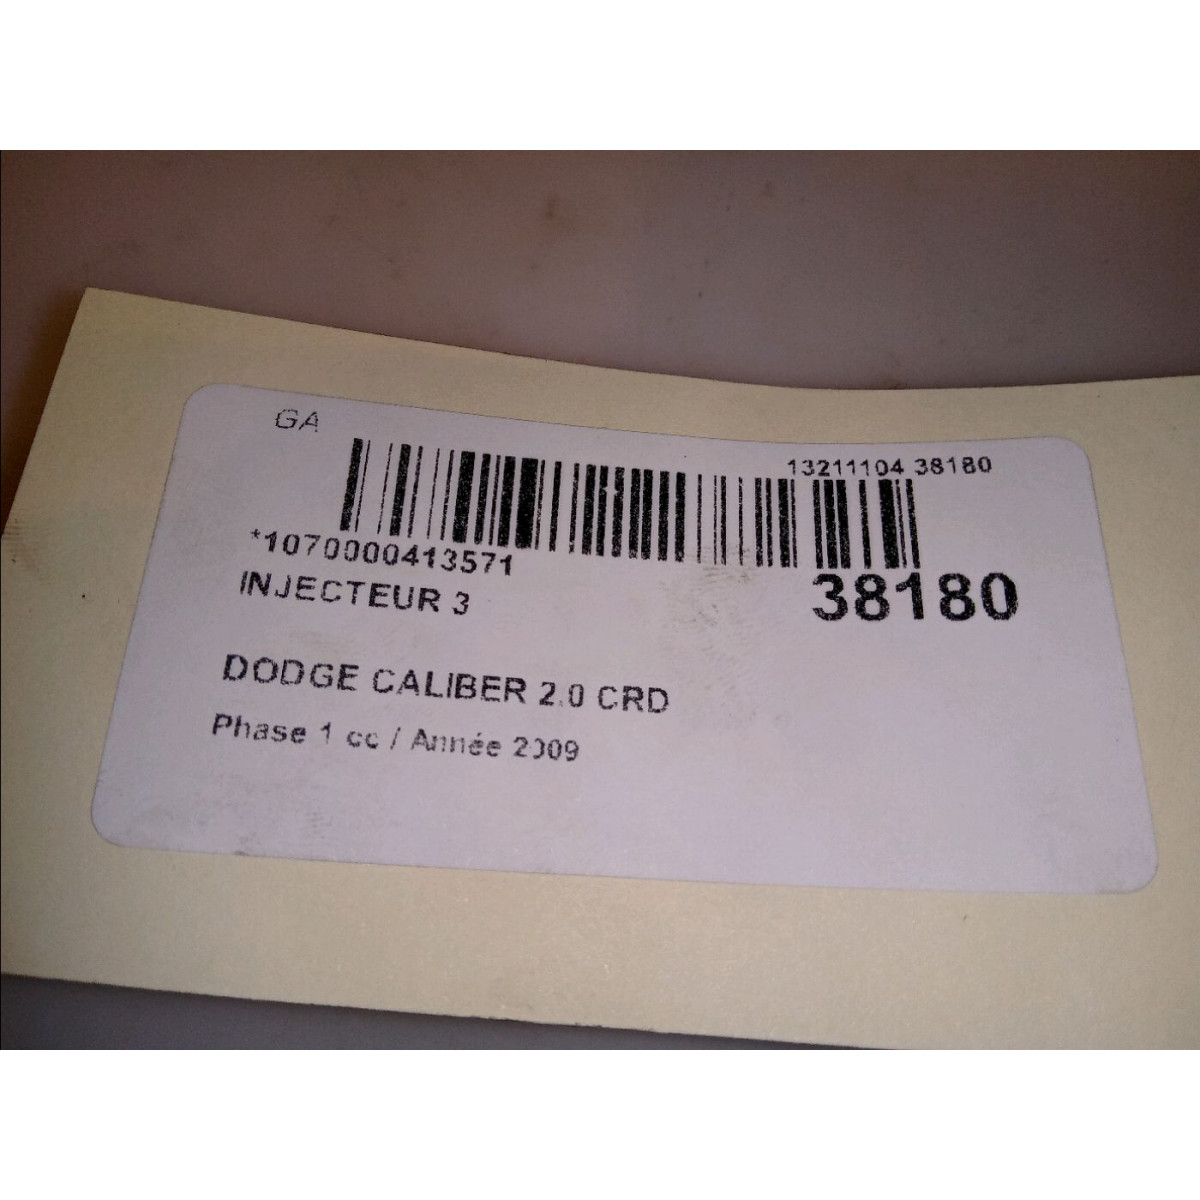 GA
13211104 38180
*1070000413571
38180
INJECTEUR 3
DODGE CALIBER 2.0 CRD
Phase 1 cc / Année 2009